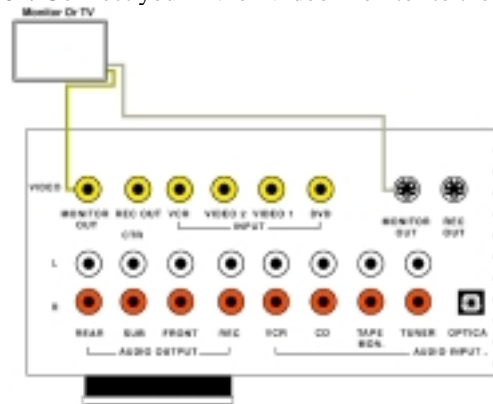 Monitor Or TV
VIDEO
MONITOR OUT REC OUT VCR VIDEO 2 VIDEO 1 DVD MONITOR OUT REC OUT
CTR INPUT
L
R
REAR SUB FRONT REC VCR CD TAPE MON. TUNER OPTICA
AUDIO OUTPUT AUDIO INPUT